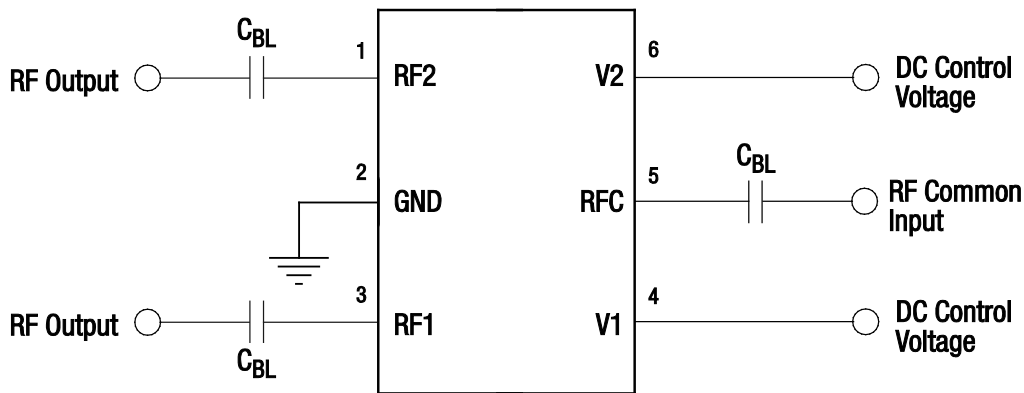 C_BL
1
6
RF Output
RF2
V2
DC Control
Voltage
2
C_BL
5
GND
RFC
RF Common
Input
3
4
RF Output
RF1
V1
DC Control
Voltage
C_BL